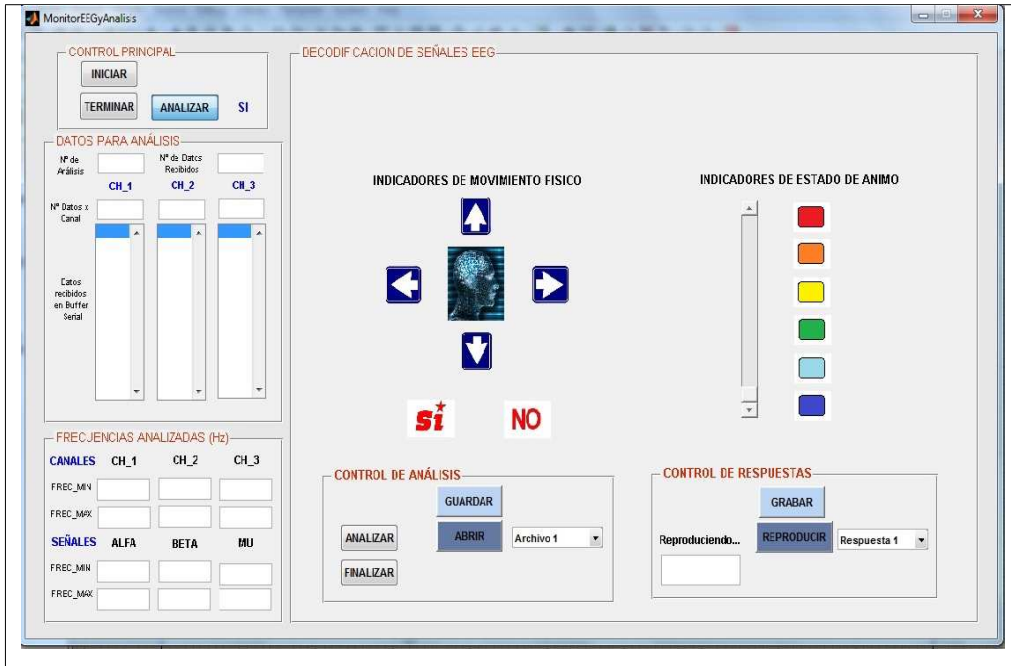 MonitorEEGyAnalisis
CONTROL PRINCIPAL
INICIAR
TERMINAR
ANALIZAR
SI
DATOS PARA ANÁLISIS
Nº de
Análisis
Nº de Datos
Recibidos
CH_1
CH_2
CH_3
Nº Datos x
Canal
Datos
recibidos
en Buffer
Serial
FRECUENCIAS ANALIZADAS (Hz)
CANALES
CH_1
CH_2
CH_3
FREC_MIN
FREC_MAX
SEÑALES
ALFA
BETA
MU
FREC_MIN
FREC_MAX
DECODIFICACION DE SEÑALES EEG
INDICADORES DE MOVIMIENTO FISICO
Si
NO
INDICADORES DE ESTADO DE ANIMO
CONTROL DE ANÁLISIS
GUARDAR
ANALIZAR
ABRIR
Archivo 1
FINALIZAR
CONTROL DE RESPUESTAS
GRABAR
Reproduciendo...
REPRODUCIR
Respuesta 1